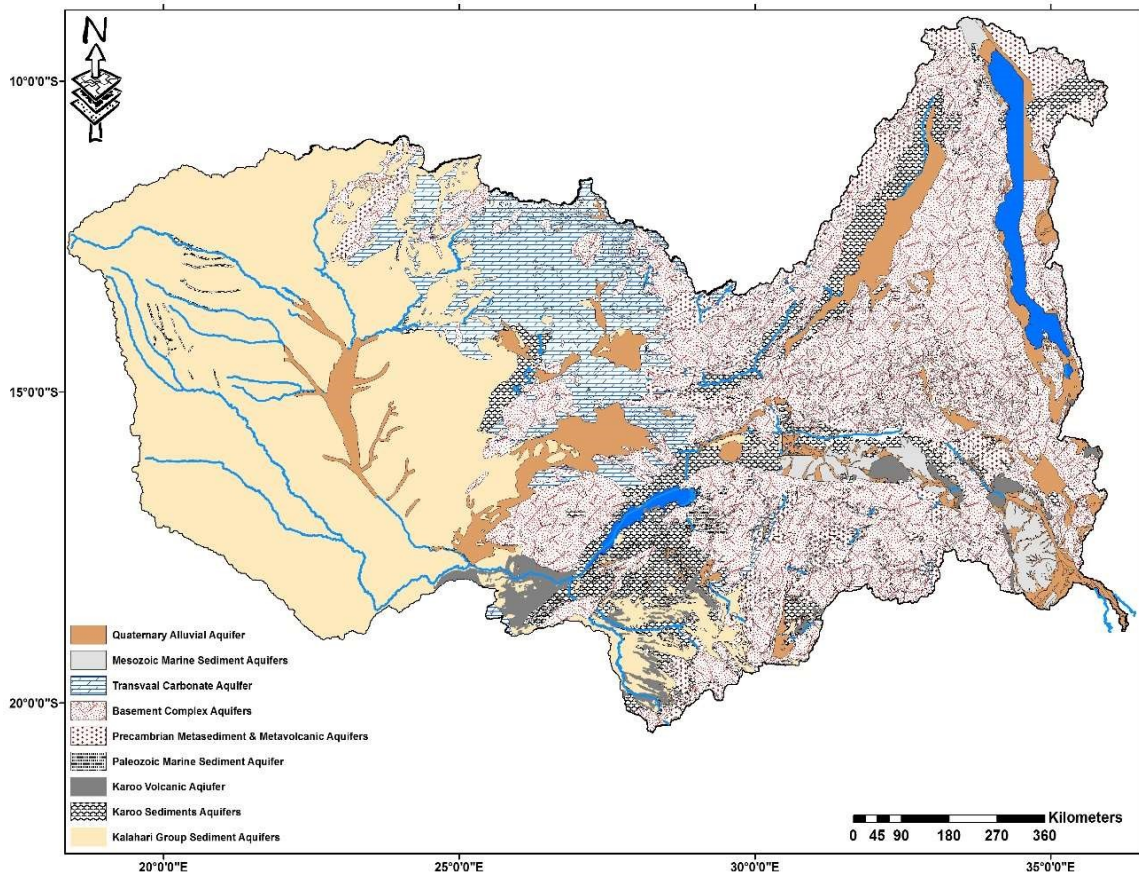 N
10°0'0"S
15°0'0"S
20°0'0"S
Quaternary Alluvial Aquifer
Mesozoic Marine Sediment Aquifers
Transvaal Carbonate Aquifer
Basement Complex Aquifers
Precambrian Metasediment & Metavolcanic Aquifers
Paleozoic Marine Sediment Aquifer
Karoo Volcanic Aqiufer
Karoo Sediments Aquifers
Kalahari Group Sediment Aquifers
Kilometers
0 45 90 180 270 360
20°0'0"E 25°0'0"E 30°0'0"E 35°0'0"E